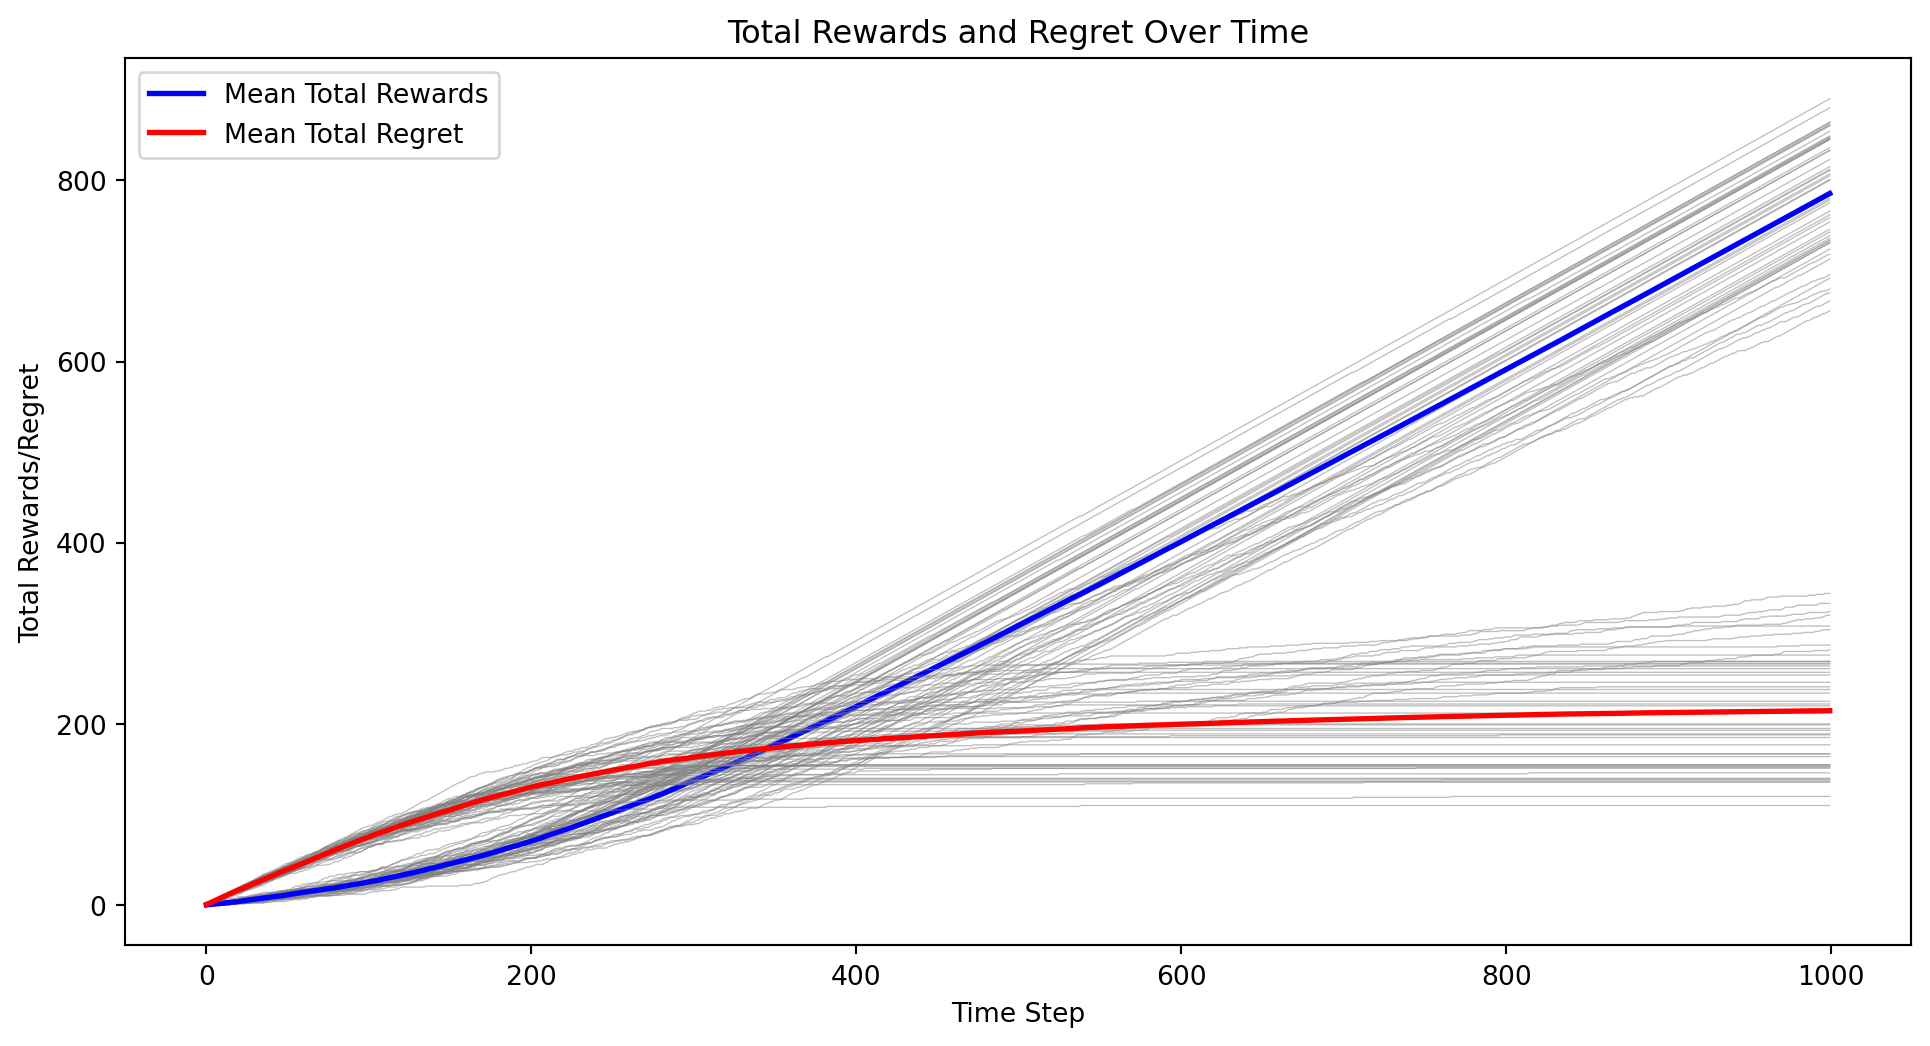 Total Rewards and Regret Over Time
Mean Total Rewards
Mean Total Regret
Total Rewards/Regret
800
600
400
200
0
0 200 400 600 800 1000
Time Step